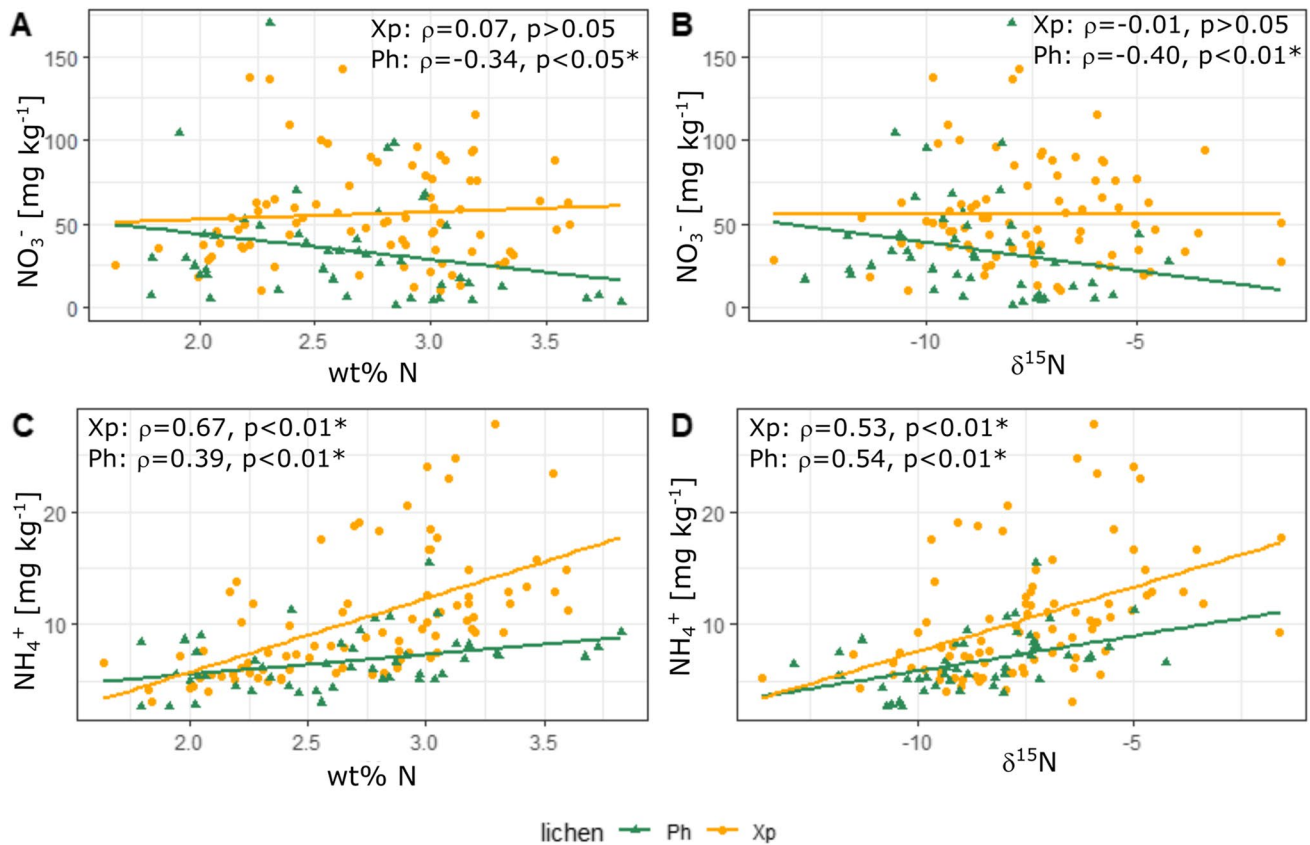 A
Xp: ρ=0.07, p>0.05
Ph: ρ=-0.34, p<0.05*
150
100
50
0
NO₃⁻ [mg kg⁻¹]
2.0 2.5 3.0 3.5
wt% N
B
Xp: ρ=-0.01, p>0.05
Ph: ρ=-0.40, p<0.01*
150
100
50
0
NO₃⁻ [mg kg⁻¹]
-10 -5
δ¹⁵N
C
Xp: ρ=0.67, p<0.01*
Ph: ρ=0.39, p<0.01*
20
10
NH₄⁺ [mg kg⁻¹]
2.0 2.5 3.0 3.5
wt% N
D
Xp: ρ=0.53, p<0.01*
Ph: ρ=0.54, p<0.01*
20
10
NH₄⁺ [mg kg⁻¹]
-10 -5
δ¹⁵N
lichen Ph Xp